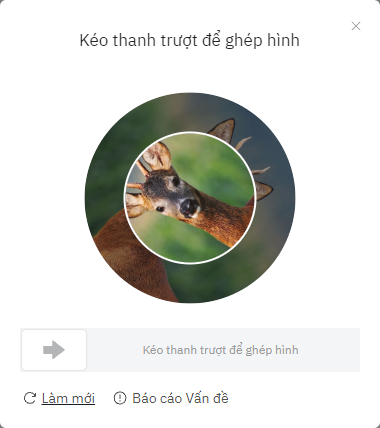 Kéo thanh trượt để ghép hình
Kéo thanh trượt để ghép hình
Làm mới
Báo cáo Vấn đề